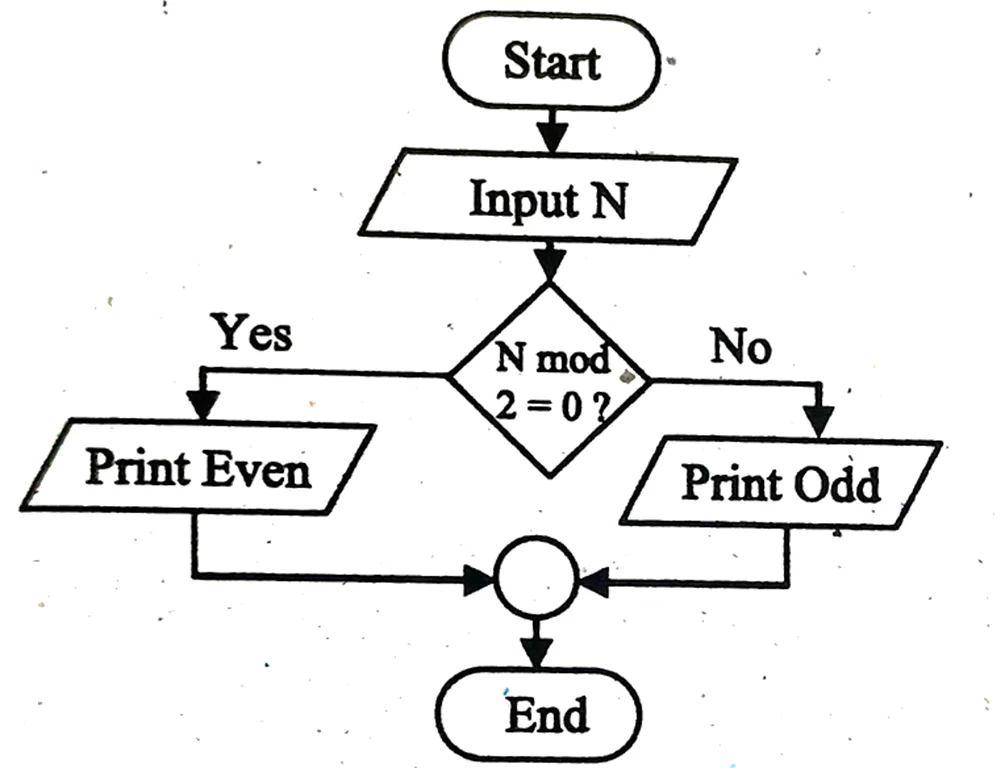 Start
Input N
Yes
No
N mod
2 = 0 ?
Print Even
Print Odd
End